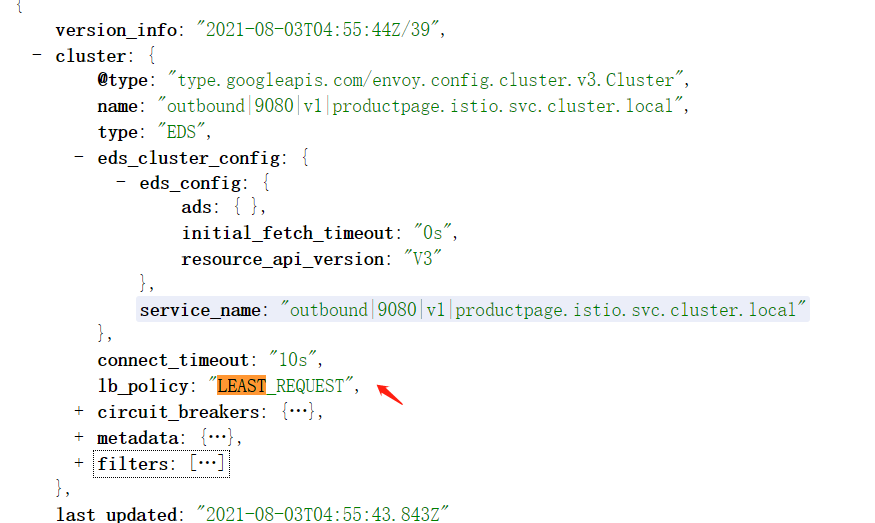 {
version_info: "2021-08-03T04:55:44Z/39",
- cluster: {
@type: "type.googleapis.com/envoy.config.cluster.v3.Cluster",
name: "outbound|9080|v1|productpage.istio.svc.cluster.local",
type: "EDS",
- eds_cluster_config: {
- eds_config: {
ads: { },
initial_fetch_timeout: "0s",
resource_api_version: "V3"
},
service_name: "outbound|9080|v1|productpage.istio.svc.cluster.local"
},
connect_timeout: "10s",
lb_policy: "LEAST_REQUEST",
+ circuit_breakers: {…},
+ metadata: {…},
+ filters: […]
},
last_updated: "2021-08-03T04:55:43.843Z"